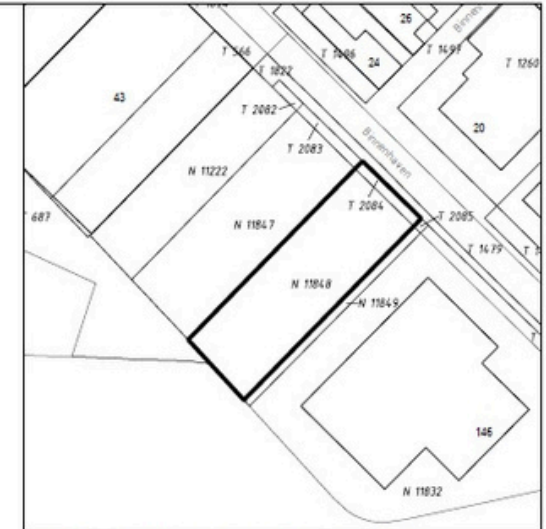 26
Binnen
T 566
T 1406
T 1497
24
T 1822
T 1260
43
T 2082
20
T 2083
Binnenhaven
N 11222
T 2084
T 2085
687
N 11847
T 1479
N 11848
N 11849
146
N 11832